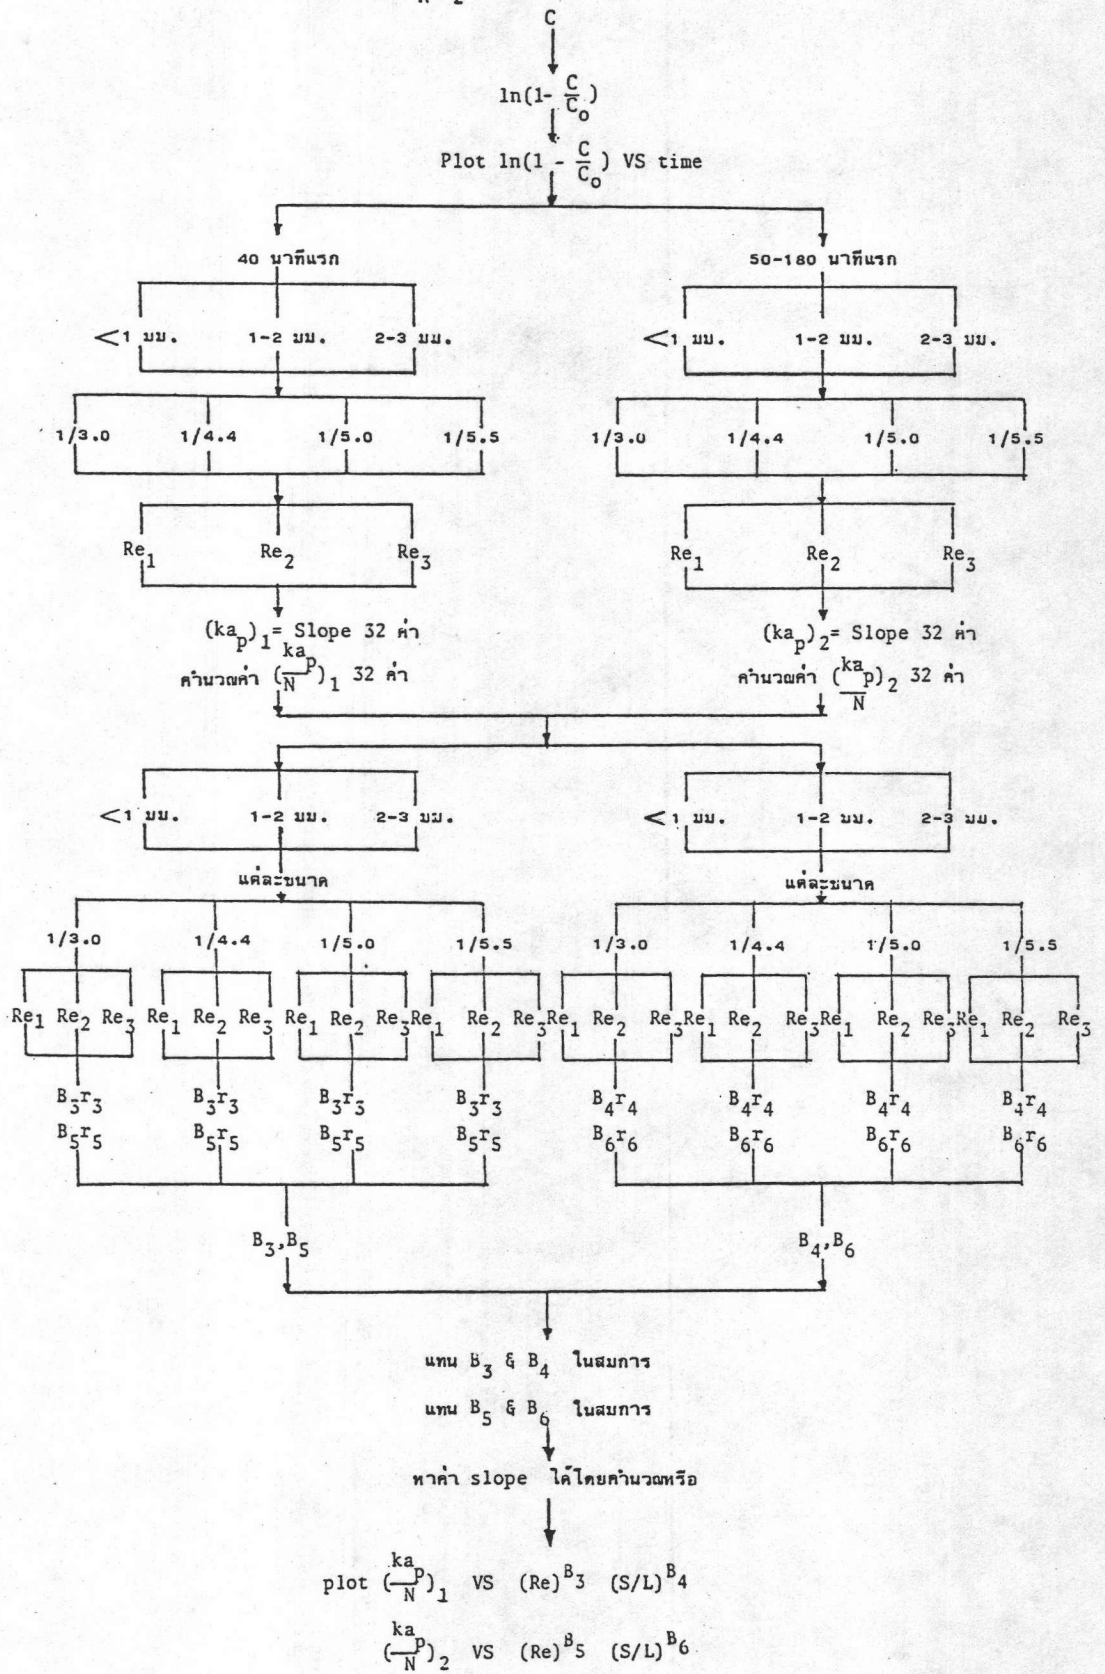 C
ln(1- C/C₀)
Plot ln(1 - C/C₀) VS time
40 นาทีแรก 50-180 นาทีแรก
<1 มม. 1-2 มม. 2-3 มม. <1 มม. 1-2 มม. 2-3 มม.
1/3.0 1/4.4 1/5.0 1/5.5 1/3.0 1/4.4 1/5.0 1/5.5
Re₁ Re₂ Re₃ Re₁ Re₂ Re₃
(kaₚ)₁= Slope 32 ค่า (kaₚ)₂= Slope 32 ค่า
คำนวณค่า (kaₚ/N)₁ 32 ค่า คำนวณค่า (kaₚ/N)₂ 32 ค่า
<1 มม. 1-2 มม. 2-3 มม. <1 มม. 1-2 มม. 2-3 มม.
แต่ละขนาด แต่ละขนาด
1/3.0 1/4.4 1/5.0 1/5.5 1/3.0 1/4.4 1/5.0 1/5.5
Re₁ Re₂ Re₃ Re₁ Re₂ Re₃ Re₁ Re₂ Re₃ Re₁ Re₂ Re₃ Re₁ Re₂ Re₃ Re₁ Re₂ Re₃ Re₁ Re₂ Re₃ Re₁ Re₂ Re₃
B₃r₃ B₃r₃ B₃r₃ B₃r₃ B₄r₄ B₄r₄ B₄r₄ B₄r₄
B₅r₅ B₅r₅ B₅r₅ B₅r₅ B₆r₆ B₆r₆ B₆r₆ B₆r₆
B₃,B₅ B₄,B₆
แทน B₃ & B₄ ในสมการ
แทน B₅ & B₆ ในสมการ
หาค่า slope ได้โดยคำนวณหรือ
plot (kaₚ/N)₁ VS (Re)^B₃ (S/L)^B₄
(kaₚ/N)₂ VS (Re)^B₅ (S/L)^B₆